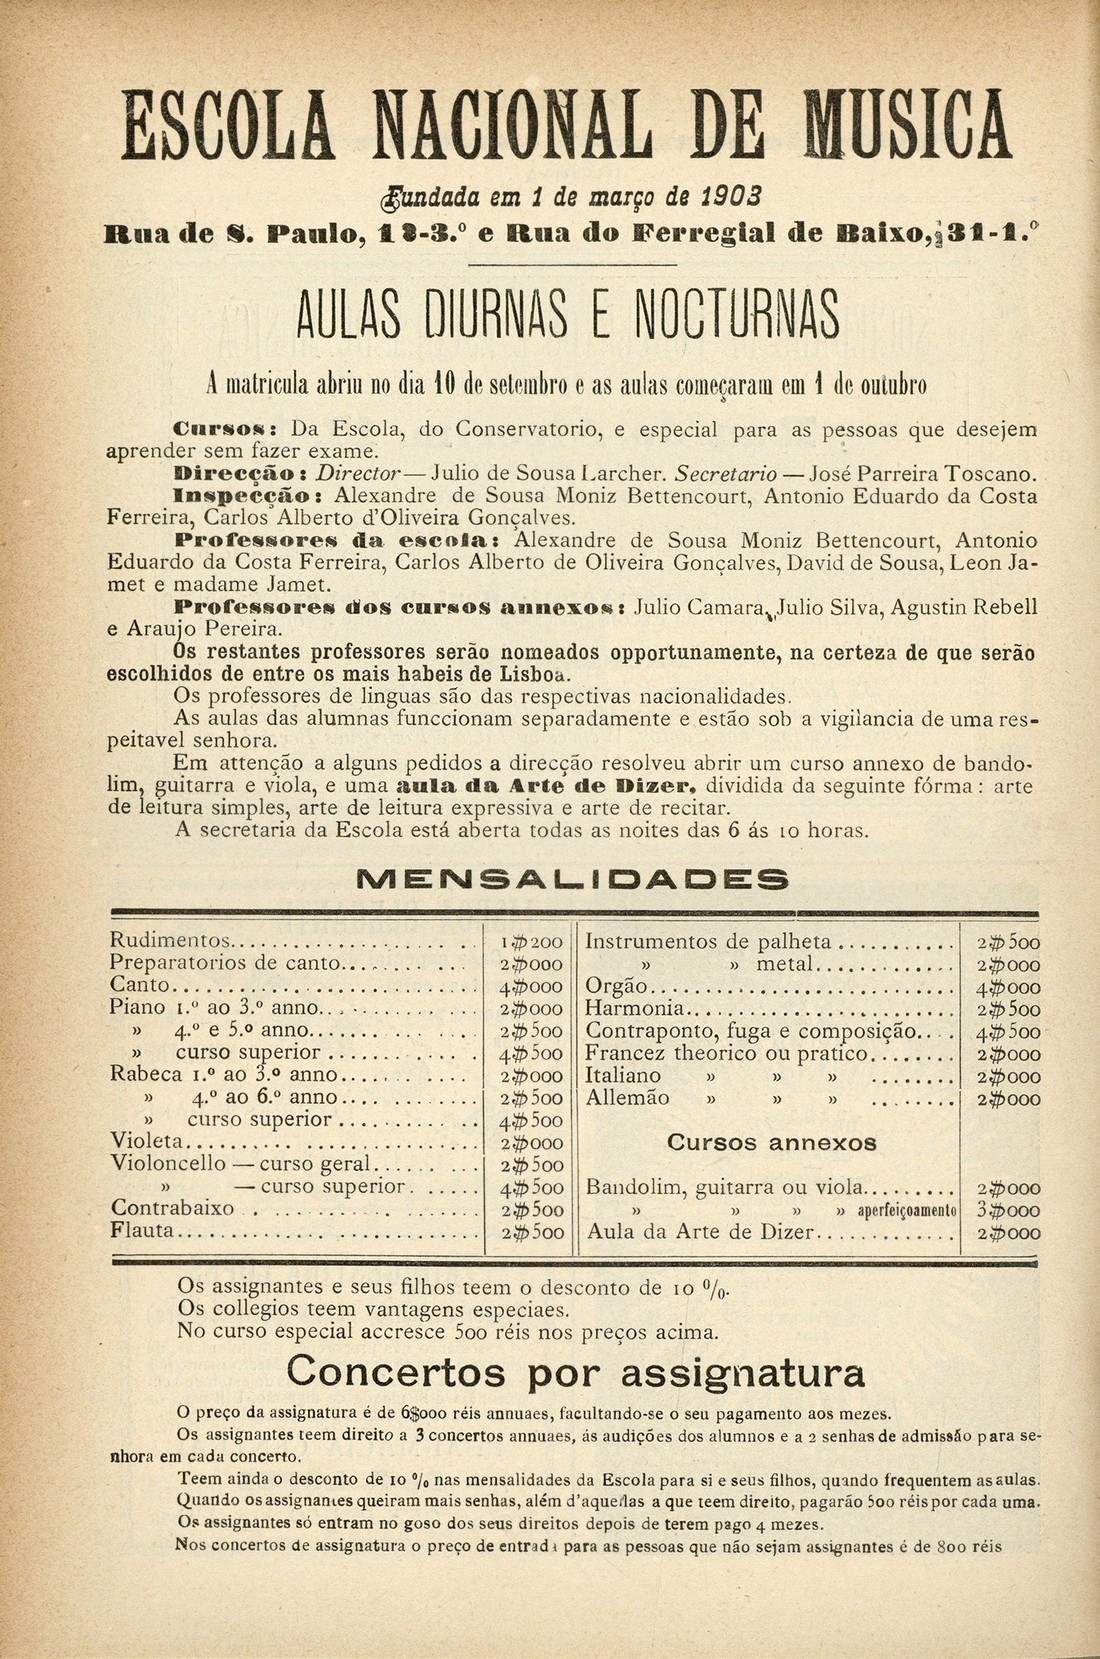 ESCOLA NACIONAL DE MUSICA
Fundada em 1 de março de 1903
Rua de S. Paulo, 12-3.º e Rua do Ferregial de Baixo, 31-1.º
AULAS DIURNAS E NOCTURNAS
A matricula abriu no dia 10 de setembro e as aulas começaram em 1 de outubro
Cursos: Da Escola, do Conservatorio, e especial para as pessoas que desejem
aprender sem fazer exame.
Direcção: Director — Julio de Sousa Larcher. Secretario — José Parreira Toscano.
Inspecção: Alexandre de Sousa Moniz Bettencourt, Antonio Eduardo da Costa
Ferreira, Carlos Alberto d'Oliveira Gonçalves.
Professores da escola: Alexandre de Sousa Moniz Bettencourt, Antonio
Eduardo da Costa Ferreira, Carlos Alberto de Oliveira Gonçalves, David de Sousa, Leon Ja-
met e madame Jamet.
Professores dos cursos annexos: Julio Camara, Julio Silva, Agustin Rebell
e Araujo Pereira.
Os restantes professores serão nomeados opportunamente, na certeza de que serão
escolhidos de entre os mais habeis de Lisboa.
Os professores de linguas são das respectivas nacionalidades.
As aulas das alumnas funccionam separadamente e estão sob a vigilancia de uma res-
peitavel senhora.
Em attenção a alguns pedidos a direcção resolveu abrir um curso annexo de bando-
lim, guitarra e viola, e uma aula da Arte de Dizer, dividida da seguinte fórma: arte
de leitura simples, arte de leitura expressiva e arte de recitar.
A secretaria da Escola está aberta todas as noites das 6 ás 10 horas.
MENSALIDADES
Rudimentos 1$200
Preparatorios de canto 2$000
Canto 4$000
Piano 1.º ao 3.º anno 2$000
» 4.º e 5.º anno 2$500
» curso superior 4$500
Rabeca 1.º ao 3.º anno 2$000
» 4.º ao 6.º anno 2$500
» curso superior 4$500
Violeta 2$000
Violoncello — curso geral 2$500
» — curso superior 4$500
Contrabaixo 2$500
Flauta 2$500
Instrumentos de palheta 2$500
» » metal 2$000
Orgão 4$000
Harmonia 2$500
Contraponto, fuga e composição 4$500
Francez theorico ou pratico 2$000
Italiano » » » 2$000
Allemão » » » 2$000
Cursos annexos
Bandolim, guitarra ou viola 2$000
» » » » aperfeiçoamento 3$000
Aula da Arte de Dizer 2$000
Os assignantes e seus filhos teem o desconto de 10 %.
Os collegios teem vantagens especiaes.
No curso especial accresce 500 réis nos preços acima.
Concertos por assignatura
O preço da assignatura é de 6$000 réis annuaes, facultando-se o seu pagamento aos mezes.
Os assignantes teem direito a 3 concertos annuaes, ás audições dos alumnos e a 2 senhas de admissão para se-
nhora em cada concerto.
Teem ainda o desconto de 10 % nas mensalidades da Escola para si e seus filhos, quando frequentem as aulas.
Quando os assignantes queiram mais senhas, além d'aquellas a que teem direito, pagarão 500 réis por cada uma.
Os assignantes só entram no goso dos seus direitos depois de terem pago 4 mezes.
Nos concertos de assignatura o preço de entrada para as pessoas que não sejam assignantes é de 800 réis